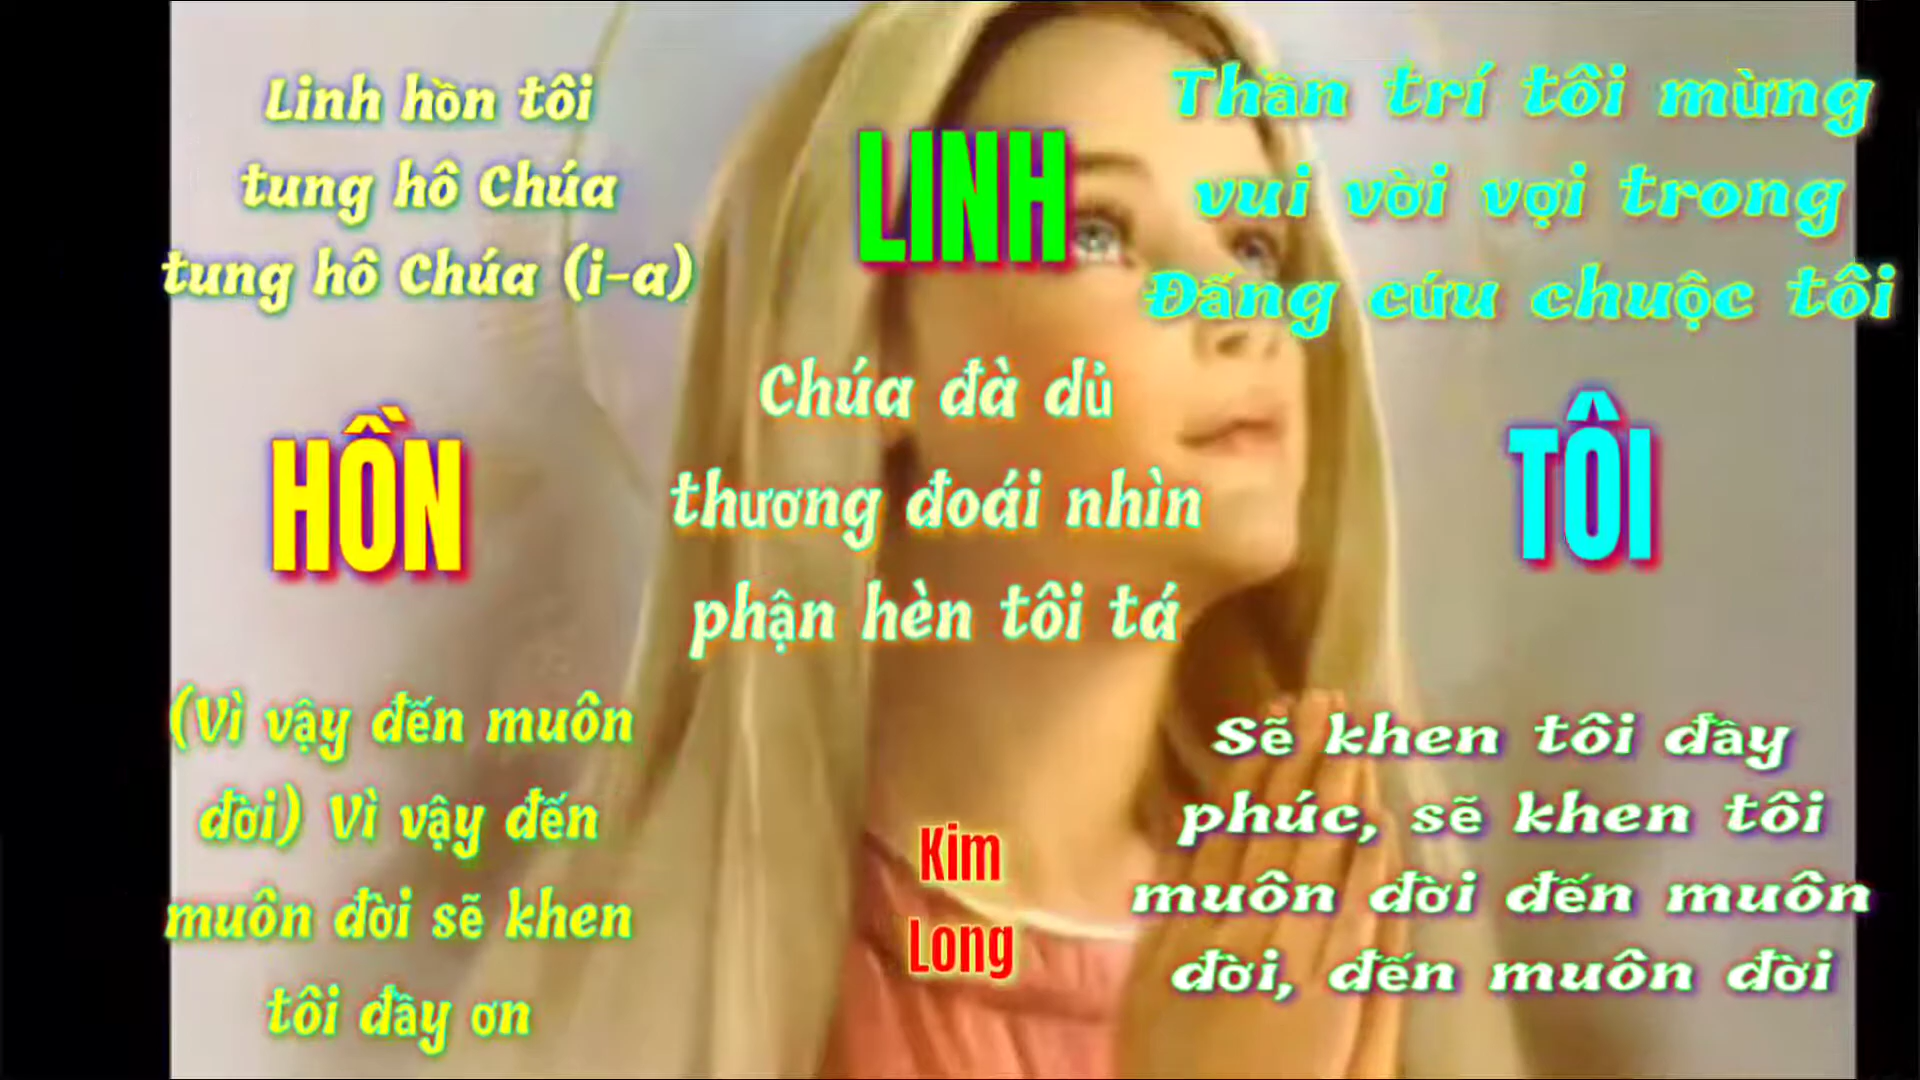 Linh hồn tôi
tung hô Chúa
tung hô Chúa (i-a)
LINH
Thần trí tôi mừng
vui vời vợi trong
Đấng cứu chuộc tôi
HỒN
Chúa đà dủ
thương đoái nhìn
phận hèn tôi tá
TÔI
(Vì vậy đến muôn
đời) Vì vậy đến
muôn đời sẽ khen
tôi đầy ơn
Kim
Long
Sẽ khen tôi đầy
phúc, sẽ khen tôi
muôn đời đến muôn
đời, đến muôn đời